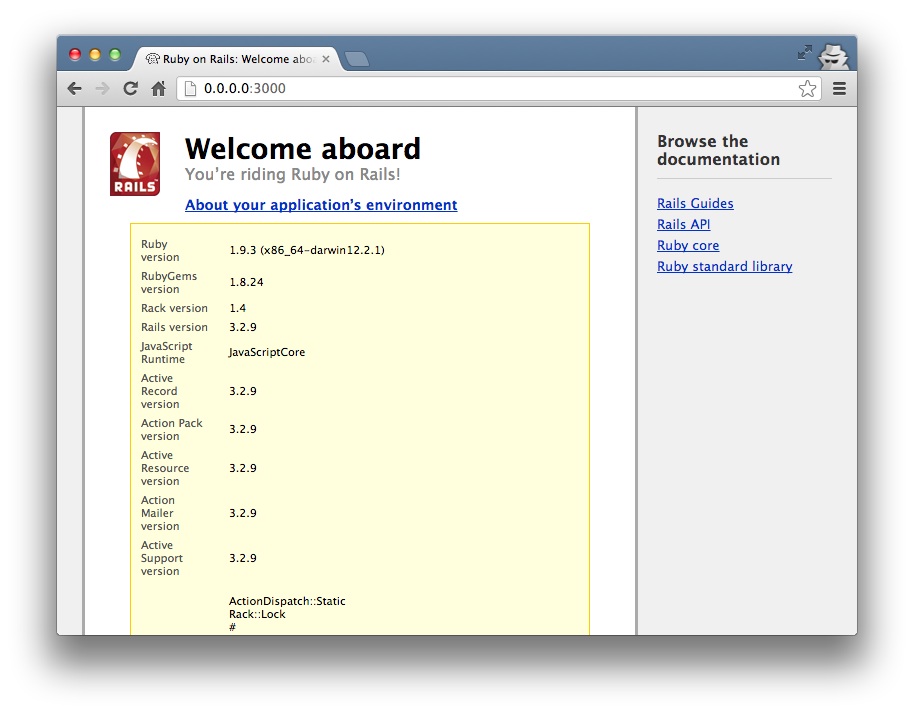 Ruby on Rails: Welcome abo
0.0.0.0:3000
RAILS
Welcome aboard
You’re riding Ruby on Rails!
About your application’s environment
Ruby
version
1.9.3 (x86_64-darwin12.2.1)
RubyGems
version
1.8.24
Rack version
1.4
Rails version
3.2.9
JavaScript
Runtime
JavaScriptCore
Active
Record
version
3.2.9
Action Pack
version
3.2.9
Active
Resource
version
3.2.9
Action
Mailer
version
3.2.9
Active
Support
version
3.2.9
ActionDispatch::Static
Rack::Lock
#
Browse the
documentation
Rails Guides
Rails API
Ruby core
Ruby standard library